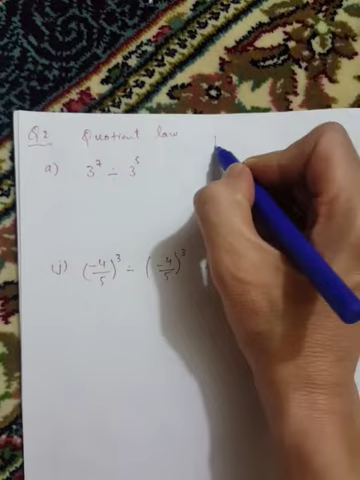 Q2 Quotient law
a) 3⁷ ÷ 3⁵
j) (-4/5)³ ÷ (-4/5)³